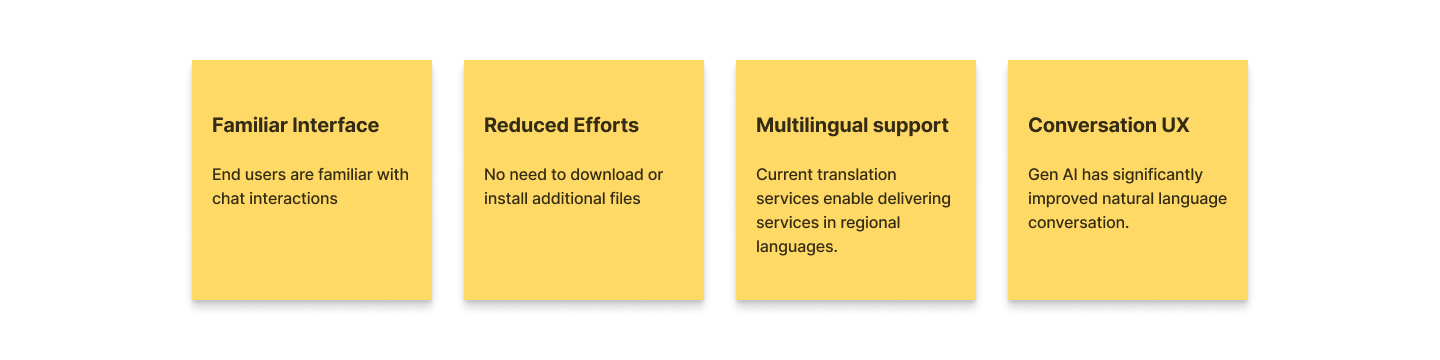 Familiar Interface
End users are familiar with
chat interactions
Reduced Efforts
No need to download or
install additional files
Multilingual support
Current translation
services enable delivering
services in regional
languages.
Conversation UX
Gen AI has significantly
improved natural language
conversation.